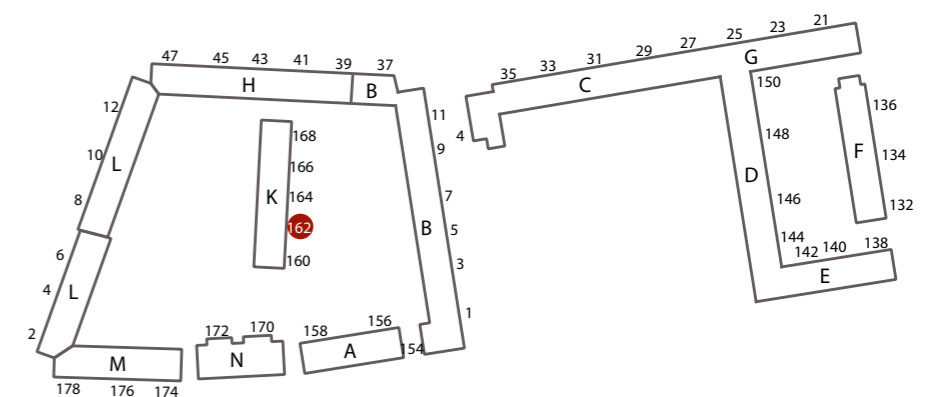 47 45 43 41 39 37
H B
12 10 8 L
6 4 2 L
168 166 164 162 160
K
11 9 7 5 3 1
B
172 170
N
158 156 154
A
M
178 176 174
35 33 31 29 27 25 23 21
C G
4
150 148 146 144 142 140 138
D
E
136 134 132
F